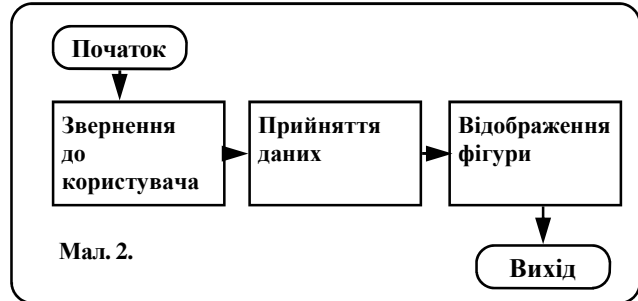 Початок
Звернення
до
користувача
Прийняття
даних
Відображення
фігури
Мал. 2.
Вихід